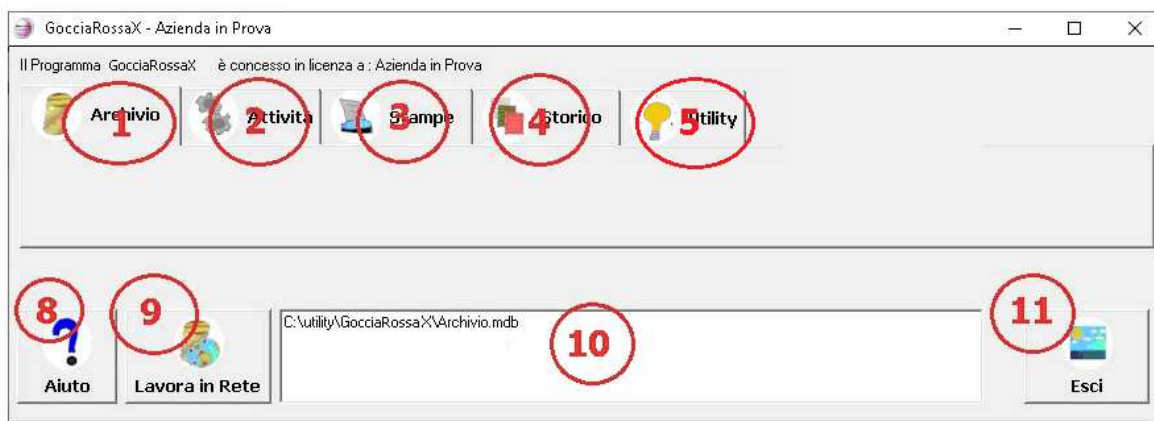 GocciaRossaX - Azienda in Prova
Il Programma GocciaRossaX è concesso in licenza a : Azienda in Prova
Archivio Attività Stampe Storico Utility
1 2 3 4 5
8 9 10 11
C:\utility\GocciaRossaX\Archivio.mdb
Aiuto Lavora in Rete Esci